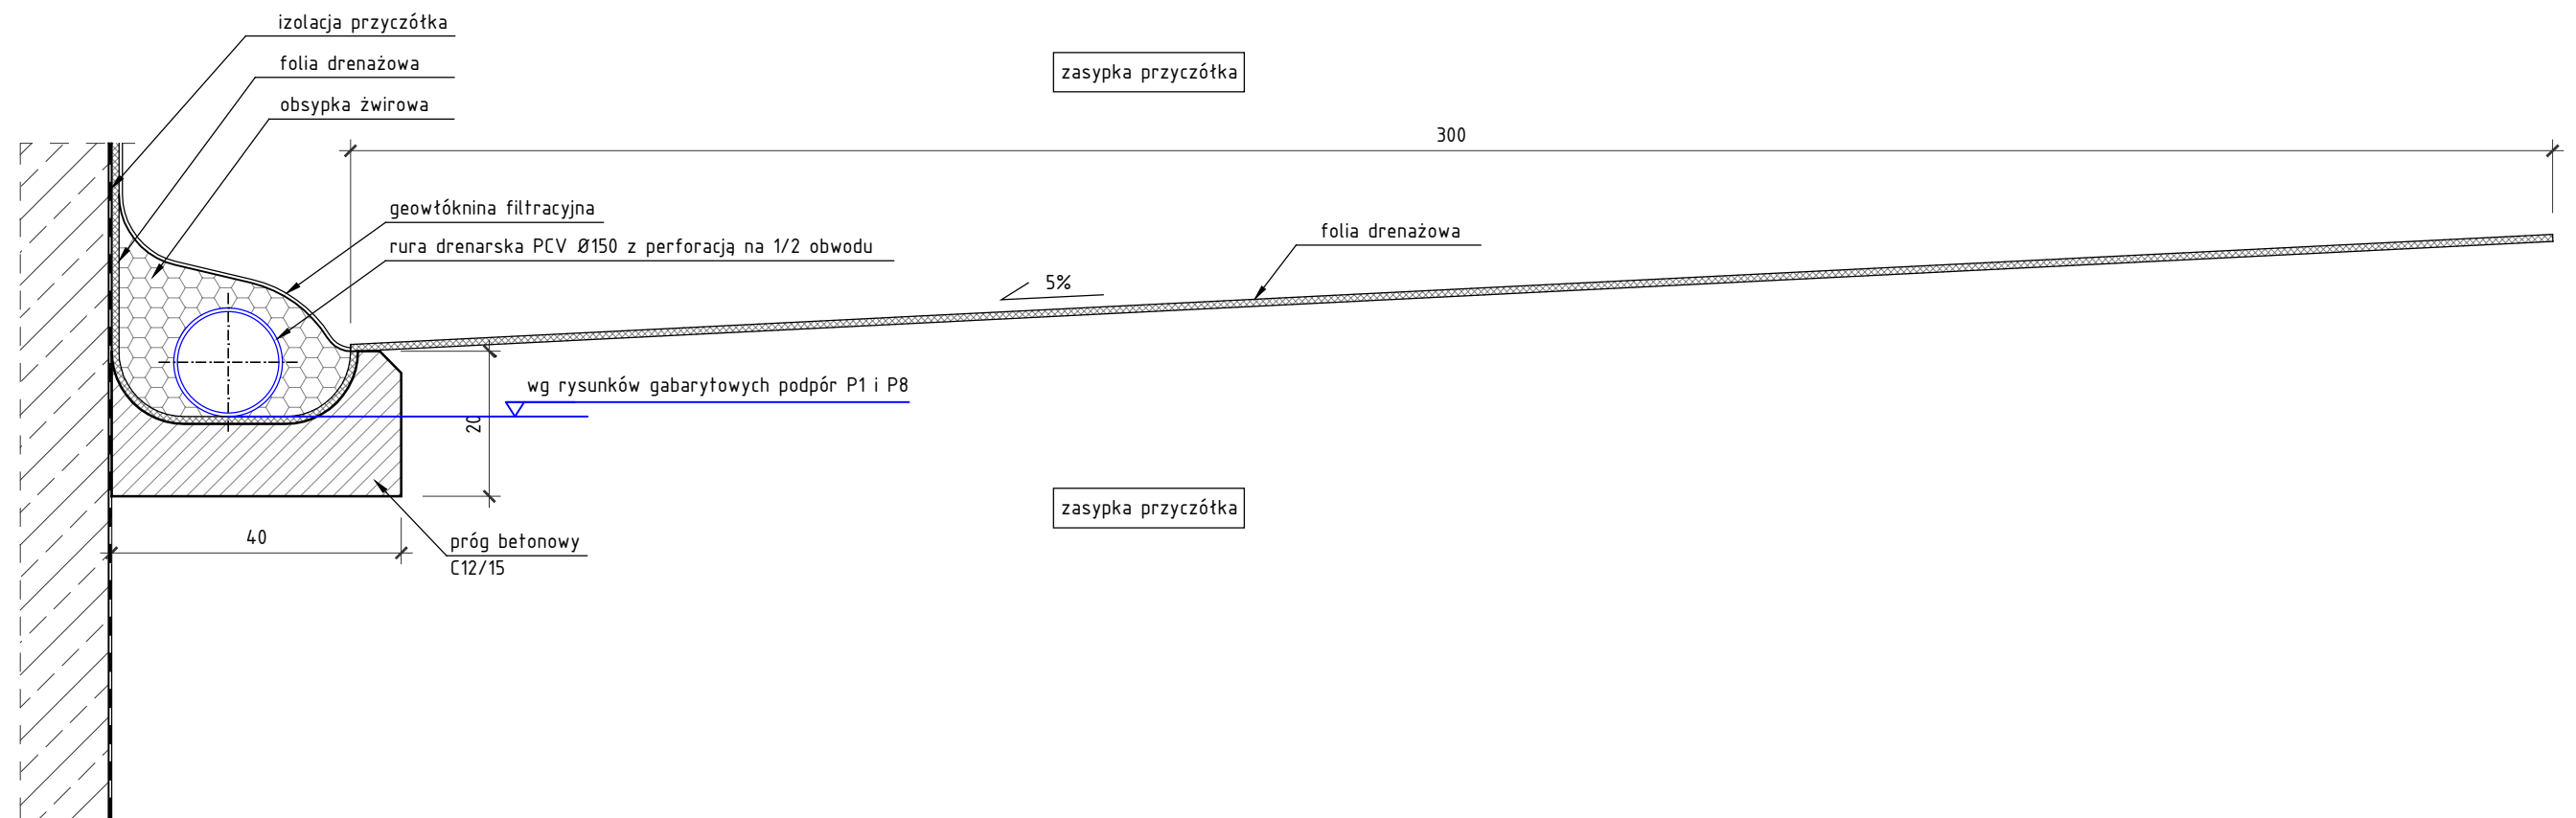 izolacja przyczółka
folia drenażowa
zasypka przyczółka
obsypka żwirowa
300
geowłóknina filtracyjna
folia drenażowa
rura drenarska PCV Ø150 z perforacją na 1/2 obwodu
5%
wg rysunków gabarytowych podpór P1 i P8
20
zasypka przyczółka
40
próg betonowy
C12/15